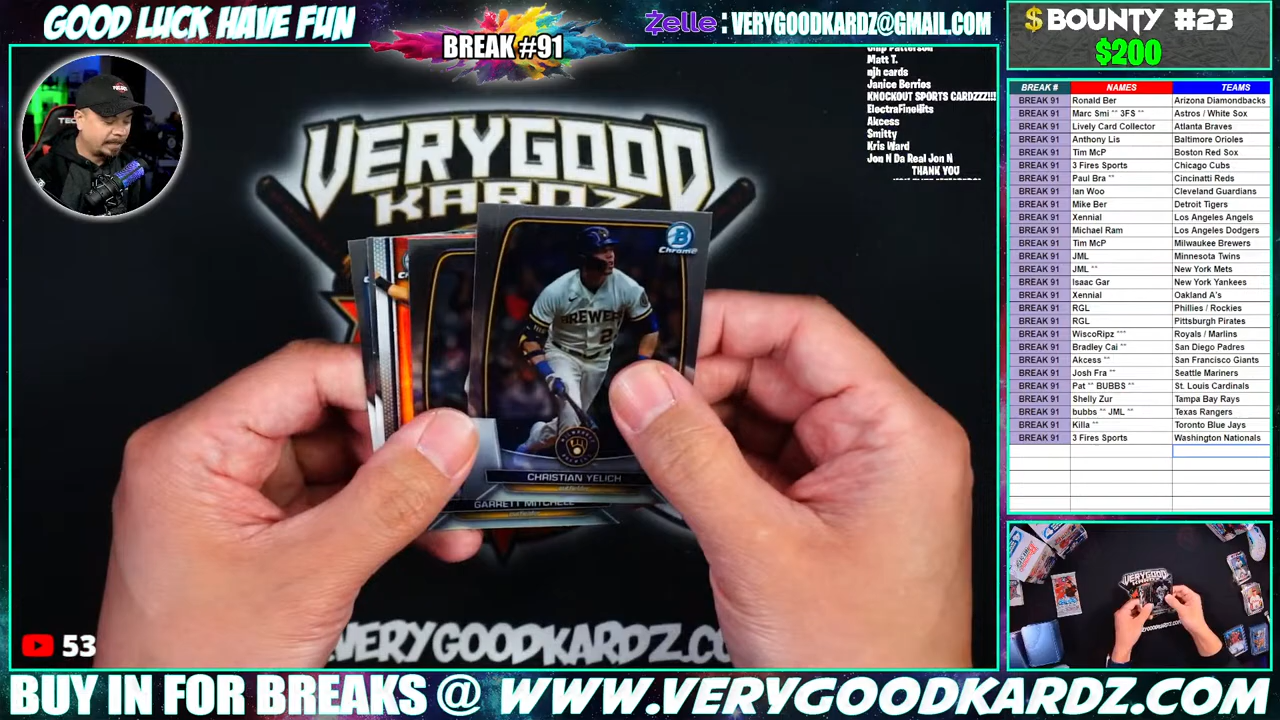 GOOD LUCK HAVE FUN
BREAK #91
Zelle : VERYGOODKARDZ@GMAIL.COM
$ BOUNTY #23
$200
Matt T.
njh cards
Janice Berrios
KNOCKOUT SPORTS CARDZZZ!!!
ElectraFineHits
Akcess
Smitty
Kris Ward
Jon N Da Real Jon N
THANK YOU
VERYGOOD
KARDZ
Chrome
BREWERS
CHRISTIAN YELICH
GARRETT MITCHELL
BREAK # NAMES TEAMS
BREAK 91 Ronald Ber Arizona Diamondbacks
BREAK 91 Marc Smi ** 3FS ** Astros / White Sox
BREAK 91 Lively Card Collector Atlanta Braves
BREAK 91 Anthony Lis Baltimore Orioles
BREAK 91 Tim McP Boston Red Sox
BREAK 91 3 Fires Sports Chicago Cubs
BREAK 91 Paul Bra ** Cincinatti Reds
BREAK 91 Ian Woo Cleveland Guardians
BREAK 91 Mike Ber Detroit Tigers
BREAK 91 Xennial Los Angeles Angels
BREAK 91 Michael Ram Los Angeles Dodgers
BREAK 91 Tim McP Milwaukee Brewers
BREAK 91 JML Minnesota Twins
BREAK 91 JML ** New York Mets
BREAK 91 Isaac Gar New York Yankees
BREAK 91 Xennial Oakland A's
BREAK 91 RGL Phillies / Rockies
BREAK 91 RGL Pittsburgh Pirates
BREAK 91 WiscoRipz *** Royals / Marlins
BREAK 91 Bradley Cai ** San Diego Padres
BREAK 91 Akcess ** San Francisco Giants
BREAK 91 Josh Fra ** Seattle Mariners
BREAK 91 Pat ** BUBBS ** St. Louis Cardinals
BREAK 91 Shelly Zur Tampa Bay Rays
BREAK 91 bubbs ** JML ** Texas Rangers
BREAK 91 Killa ** Toronto Blue Jays
BREAK 91 3 Fires Sports Washington Nationals
53
VERYGOODKARDZ.CO
VERYGOOD
BUY IN FOR BREAKS @ WWW.VERYGOODKARDZ.COM